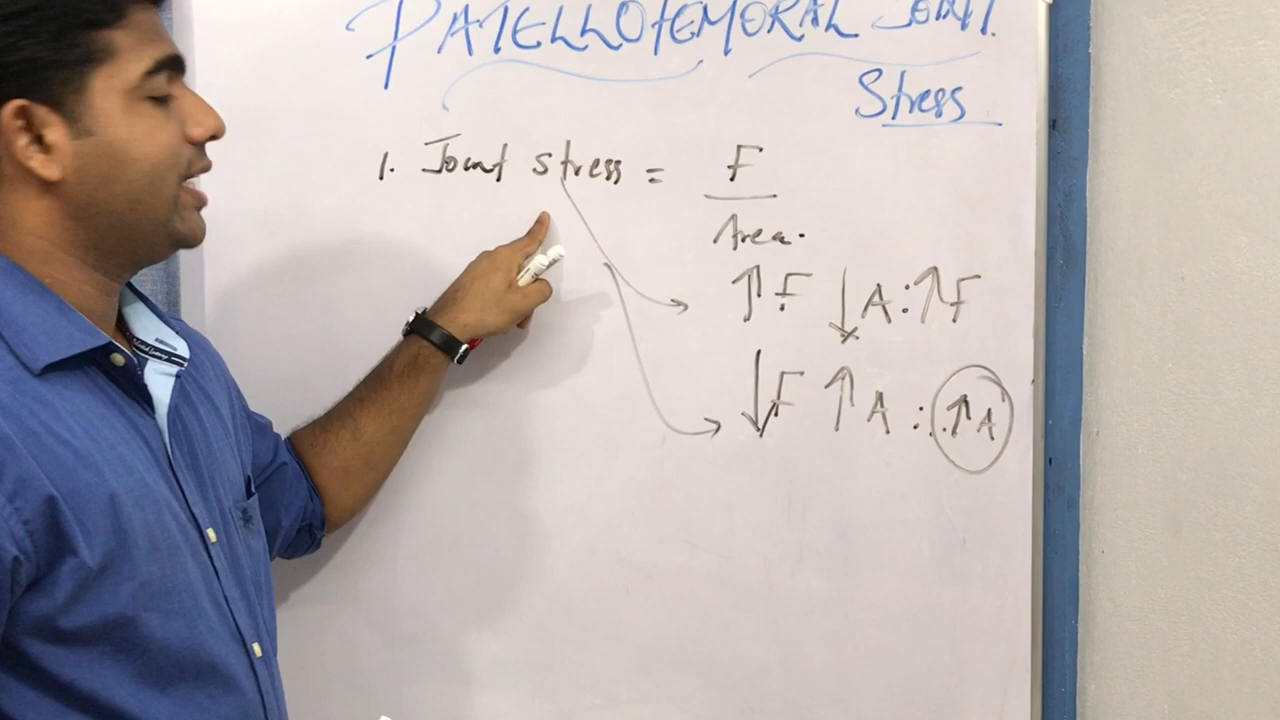 PATELLOFEMORAL JOINT.
Stress
1. Joint stress = F
Area.
↑F ↓A:↑F
↓F ↑A :. ↑A